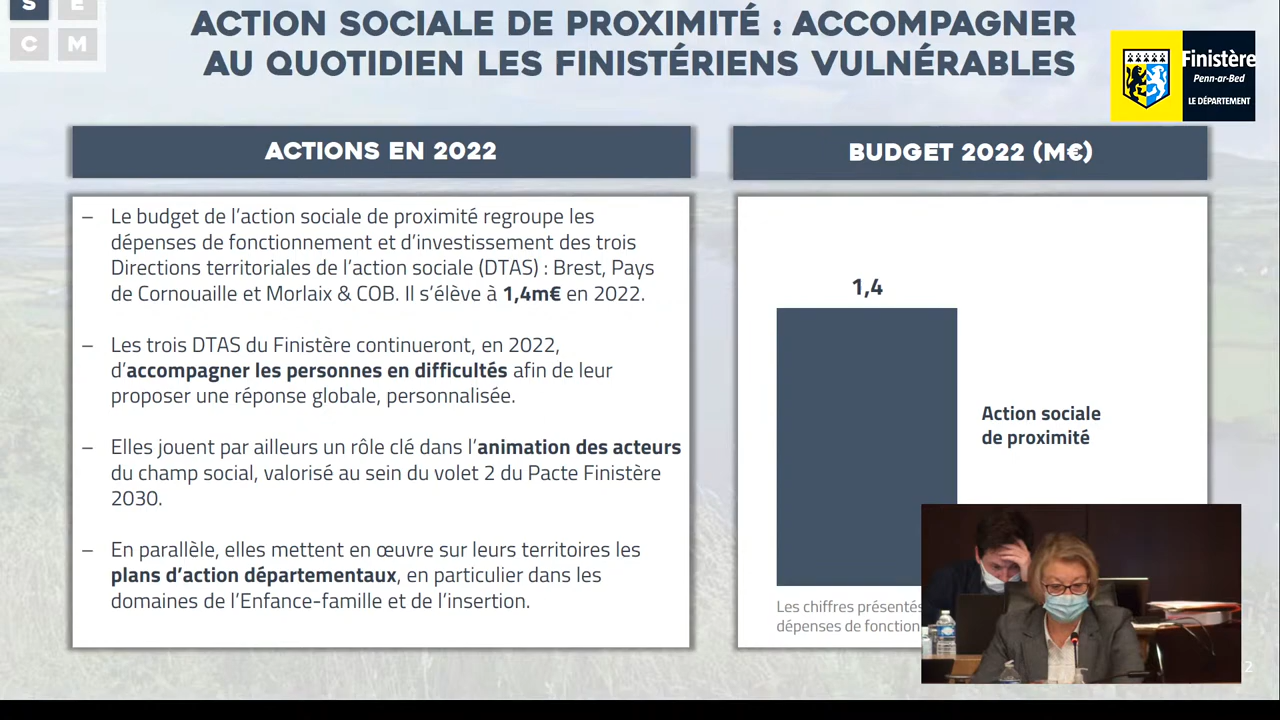 S E
C M
ACTION SOCIALE DE PROXIMITÉ : ACCOMPAGNER
AU QUOTIDIEN LES FINISTÉRIENS VULNÉRABLES
Finistère
Penn-ar-Bed
LE DÉPARTEMENT
ACTIONS EN 2022
– Le budget de l'action sociale de proximité regroupe les
dépenses de fonctionnement et d'investissement des trois
Directions territoriales de l'action sociale (DTAS) : Brest, Pays
de Cornouaille et Morlaix & COB. Il s'élève à 1,4m€ en 2022.
– Les trois DTAS du Finistère continueront, en 2022,
d'accompagner les personnes en difficultés afin de leur
proposer une réponse globale, personnalisée.
– Elles jouent par ailleurs un rôle clé dans l'animation des acteurs
du champ social, valorisé au sein du volet 2 du Pacte Finistère
2030.
– En parallèle, elles mettent en œuvre sur leurs territoires les
plans d'action départementaux, en particulier dans les
domaines de l'Enfance-famille et de l'insertion.
BUDGET 2022 (M€)
1,4
Action sociale
de proximité
Les chiffres présentés
dépenses de fonction
2